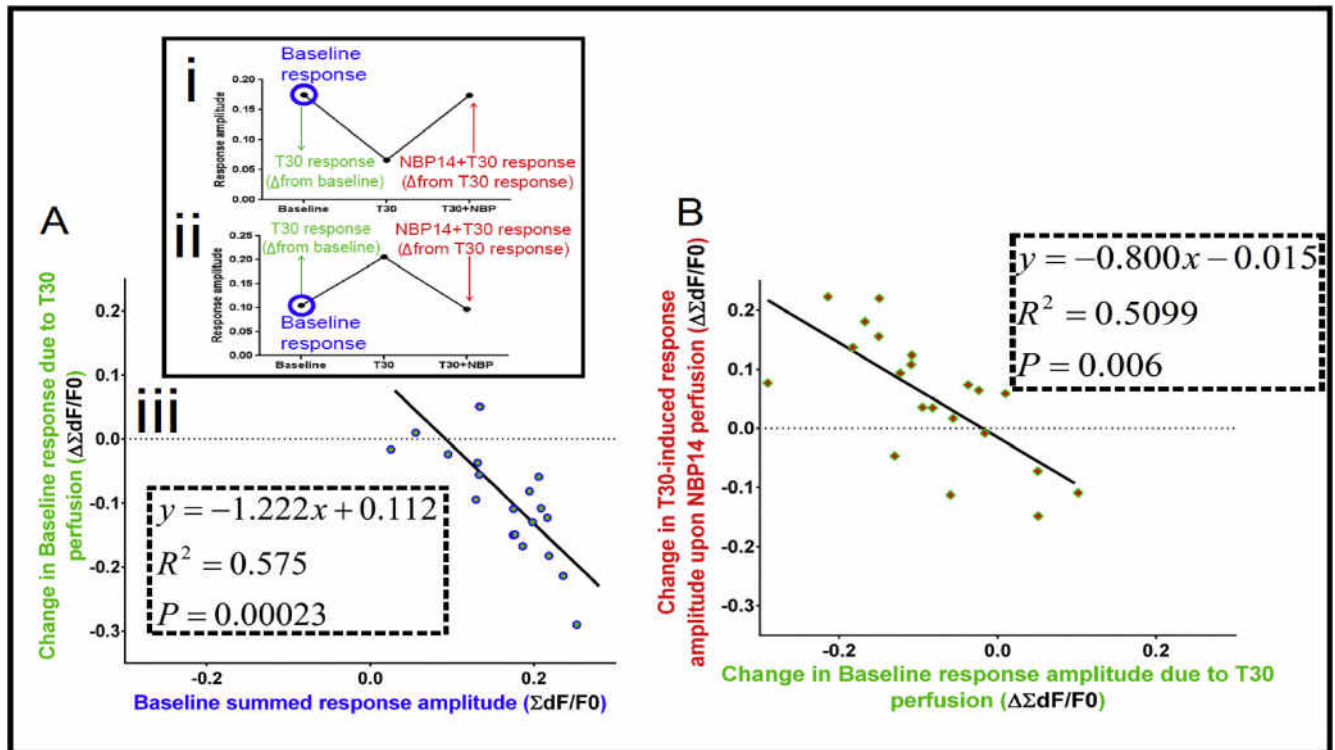 A
i
Baseline
response
Response amplitude
0.20
0.15
0.10
0.05
0.00
T30 response
(Δfrom baseline)
NBP14+T30 response
(Δfrom T30 response)
Baseline
T30
T30+NBP
ii
T30 response
(Δfrom baseline)
NBP14+T30 response
(Δfrom T30 response)
Response amplitude
0.25
0.20
0.15
0.10
0.05
0.00
Baseline
response
Baseline
T30
T30+NBP
iii
Change in Baseline response due to T30
perfusion (ΔΣdF/F0)
0.2
0.1
0.0
-0.1
-0.2
-0.3
y = −1.222x + 0.112
R² = 0.575
P = 0.00023
-0.2
0.0
0.2
Baseline summed response amplitude (ΣdF/F0)
B
Change in T30-induced response
amplitude upon NBP14 perfusion (ΔΣdF/F0)
0.2
0.1
0.0
-0.1
-0.2
-0.3
y = −0.800x − 0.015
R² = 0.5099
P = 0.006
-0.2
0.0
0.2
Change in Baseline response amplitude due to T30
perfusion (ΔΣdF/F0)